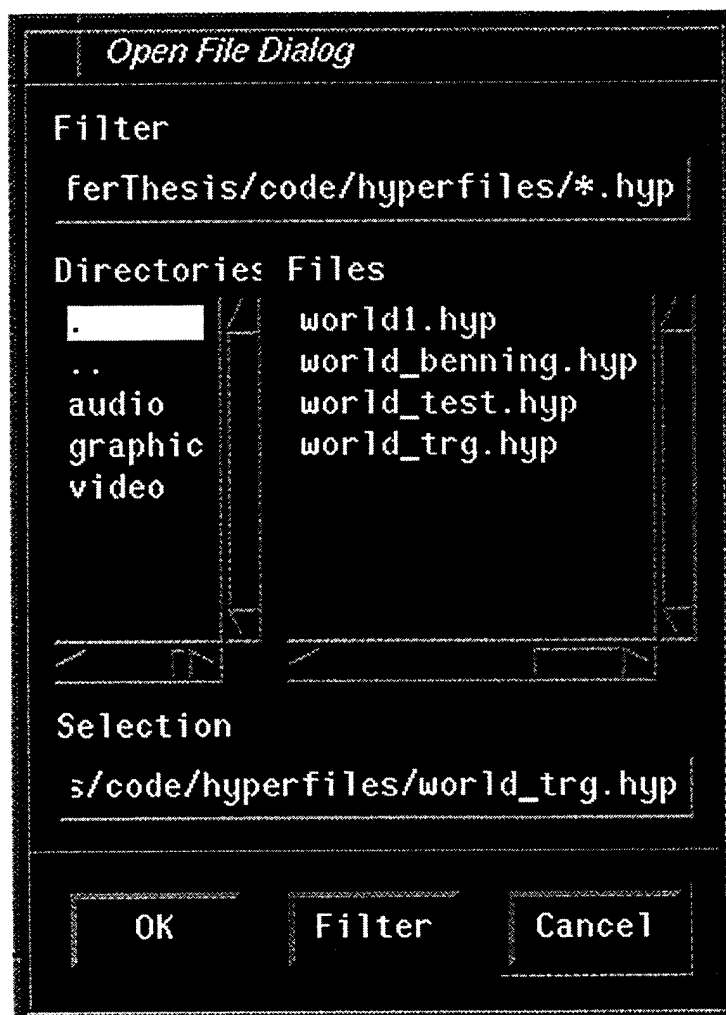 Open File Dialog
Filter
ferThesis/code/hyperfiles/*.hyp
Directories Files
.
..
audio
graphic
video
world1.hyp
world_benning.hyp
world_test.hyp
world_trg.hyp
Selection
s/code/hyperfiles/world_trg.hyp
OK Filter Cancel